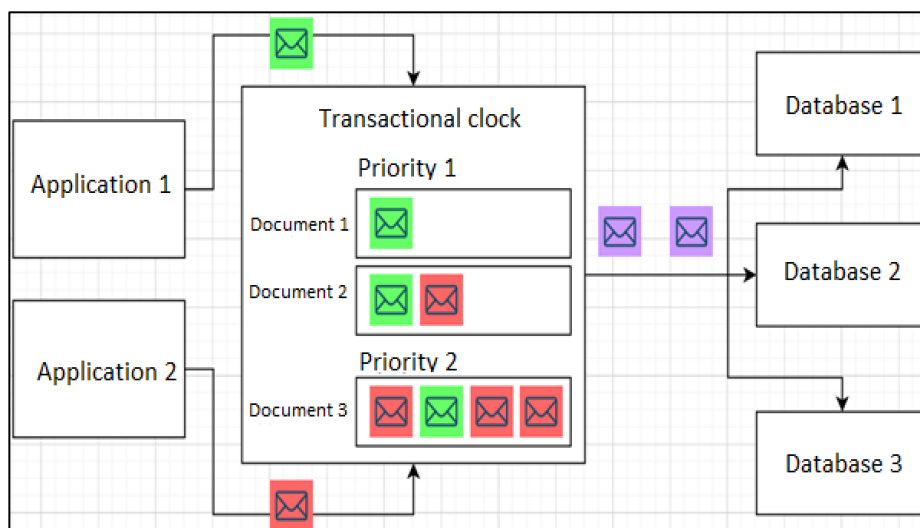 Application 1
Application 2
Transactional clock
Priority 1
Document 1
Document 2
Priority 2
Document 3
Database 1
Database 2
Database 3